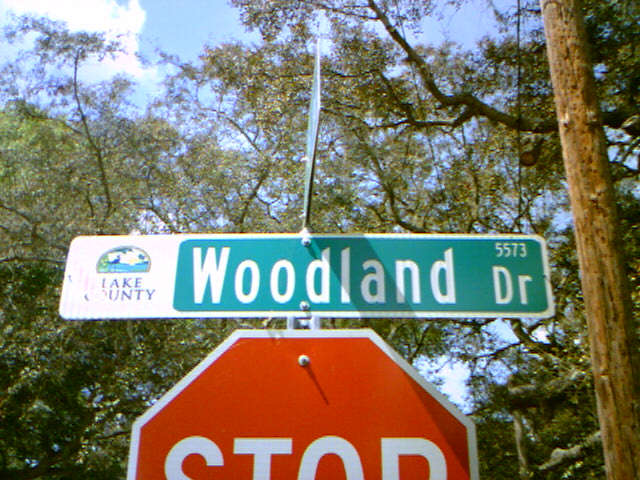 LAKE
COUNTY
Woodland Dr
5573
STOP